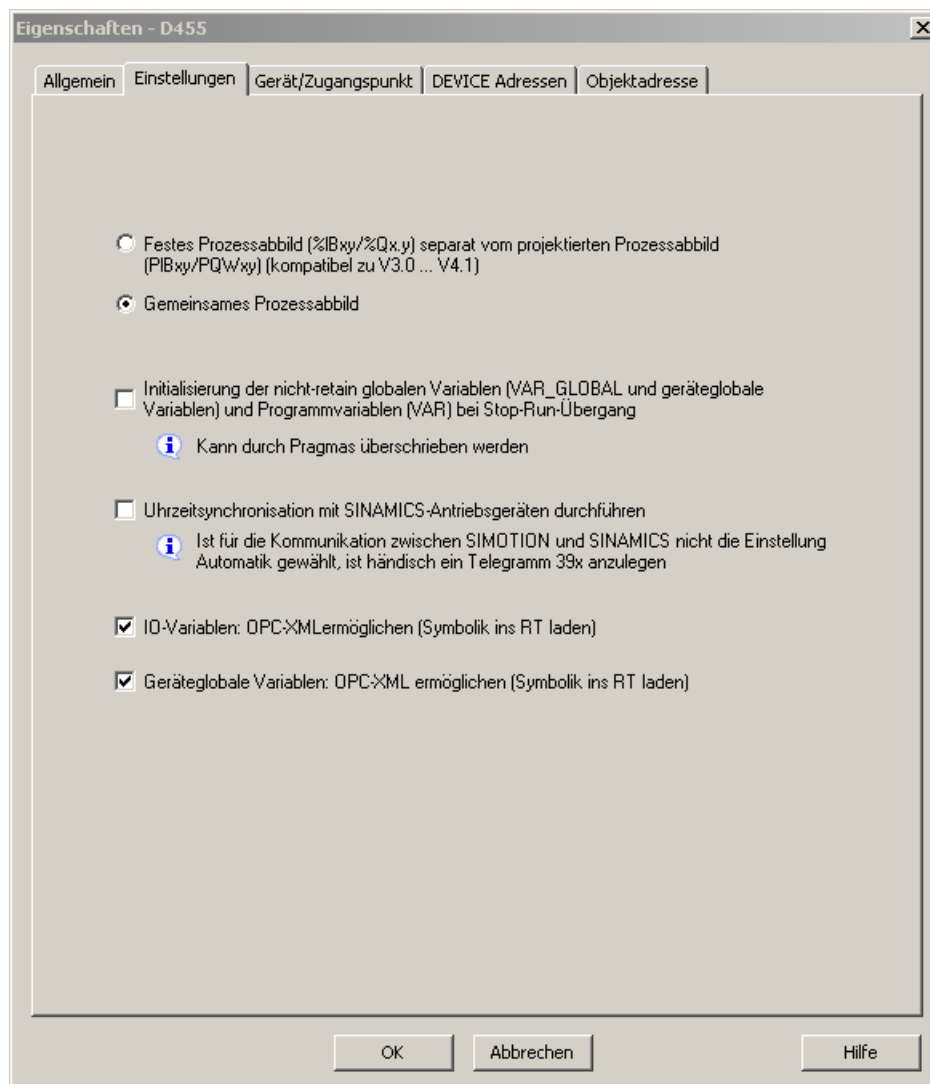 Eigenschaften - D455
Allgemein Einstellungen Gerät/Zugangspunkt DEVICE Adressen Objektadresse
Festes Prozessabbild (%IBxy/%Qx.y) separat vom projektierten Prozessabbild
(PIBxy/PQWxy) (kompatibel zu V3.0 ... V4.1)
Gemeinsames Prozessabbild
Initialisierung der nicht-retain globalen Variablen (VAR_GLOBAL und geräteglobale
Variablen) und Programmvariablen (VAR) bei Stop-Run-Übergang
Kann durch Pragmas überschrieben werden
Uhrzeitsynchronisation mit SINAMICS-Antriebsgeräten durchführen
Ist für die Kommunikation zwischen SIMOTION und SINAMICS nicht die Einstellung
Automatik gewählt, ist händisch ein Telegramm 39x anzulegen
IO-Variablen: OPC-XMLermöglichen (Symbolik ins RT laden)
Geräteglobale Variablen: OPC-XML ermöglichen (Symbolik ins RT laden)
OK Abbrechen Hilfe